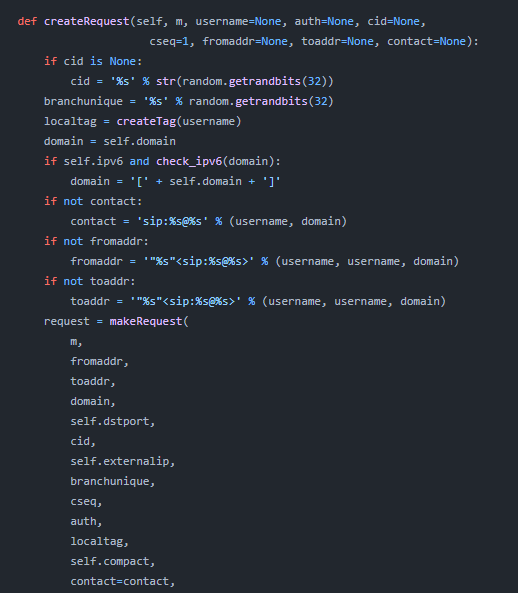 def createRequest(self, m, username=None, auth=None, cid=None,
                    cseq=1, fromaddr=None, toaddr=None, contact=None):
    if cid is None:
        cid = '%s' % str(random.getrandbits(32))
    branchunique = '%s' % random.getrandbits(32)
    localtag = createTag(username)
    domain = self.domain
    if self.ipv6 and check_ipv6(domain):
        domain = '[' + self.domain + ']'
    if not contact:
        contact = 'sip:%s@%s' % (username, domain)
    if not fromaddr:
        fromaddr = '"%s"<sip:%s@%s>' % (username, username, domain)
    if not toaddr:
        toaddr = '"%s"<sip:%s@%s>' % (username, username, domain)
    request = makeRequest(
        m,
        fromaddr,
        toaddr,
        domain,
        self.dstport,
        cid,
        self.externalip,
        branchunique,
        cseq,
        auth,
        localtag,
        self.compact,
        contact=contact,